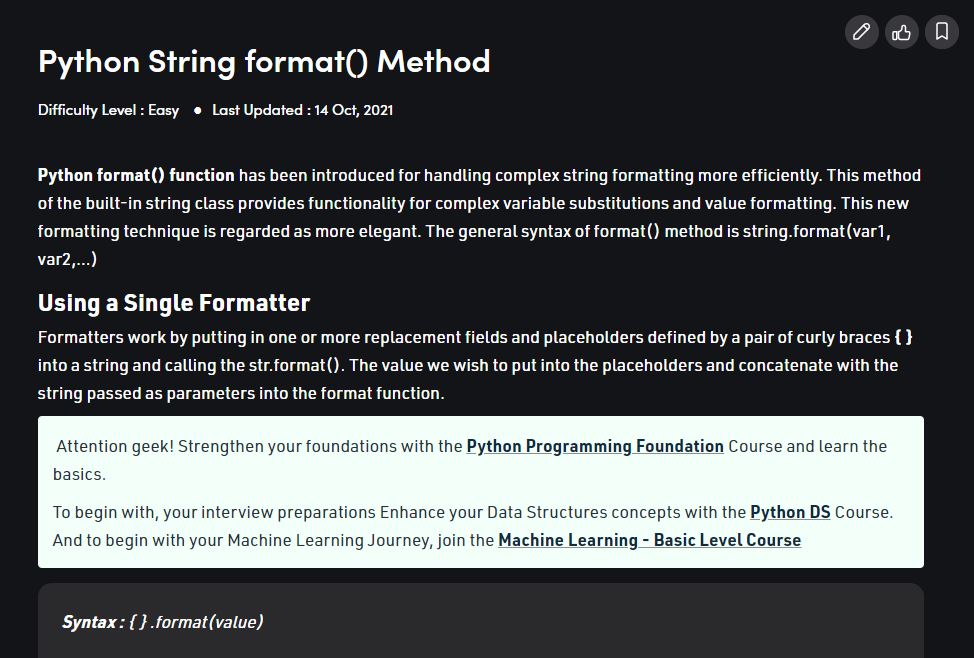 Python String format() Method
Difficulty Level : Easy ● Last Updated : 14 Oct, 2021
Python format() function has been introduced for handling complex string formatting more efficiently. This method
of the built-in string class provides functionality for complex variable substitutions and value formatting. This new
formatting technique is regarded as more elegant. The general syntax of format() method is string.format(var1,
var2,...)
Using a Single Formatter
Formatters work by putting in one or more replacement fields and placeholders defined by a pair of curly braces { }
into a string and calling the str.format(). The value we wish to put into the placeholders and concatenate with the
string passed as parameters into the format function.
Attention geek! Strengthen your foundations with the Python Programming Foundation Course and learn the
basics.
To begin with, your interview preparations Enhance your Data Structures concepts with the Python DS Course.
And to begin with your Machine Learning Journey, join the Machine Learning - Basic Level Course
Syntax : { } .format(value)